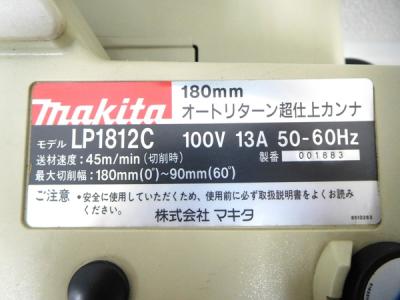 180mm
makita オートリターン超仕上カンナ
モデル LP1812C 100V 13A 50-60Hz
送材速度:45m/min(切削時) 製番 001883
最大切削幅:180mm(0°)~90mm(60°)
ご注意 •安全に使用していただくため、使用前に必ず取扱説明書をよくお読みください。
株式会社 マキタ